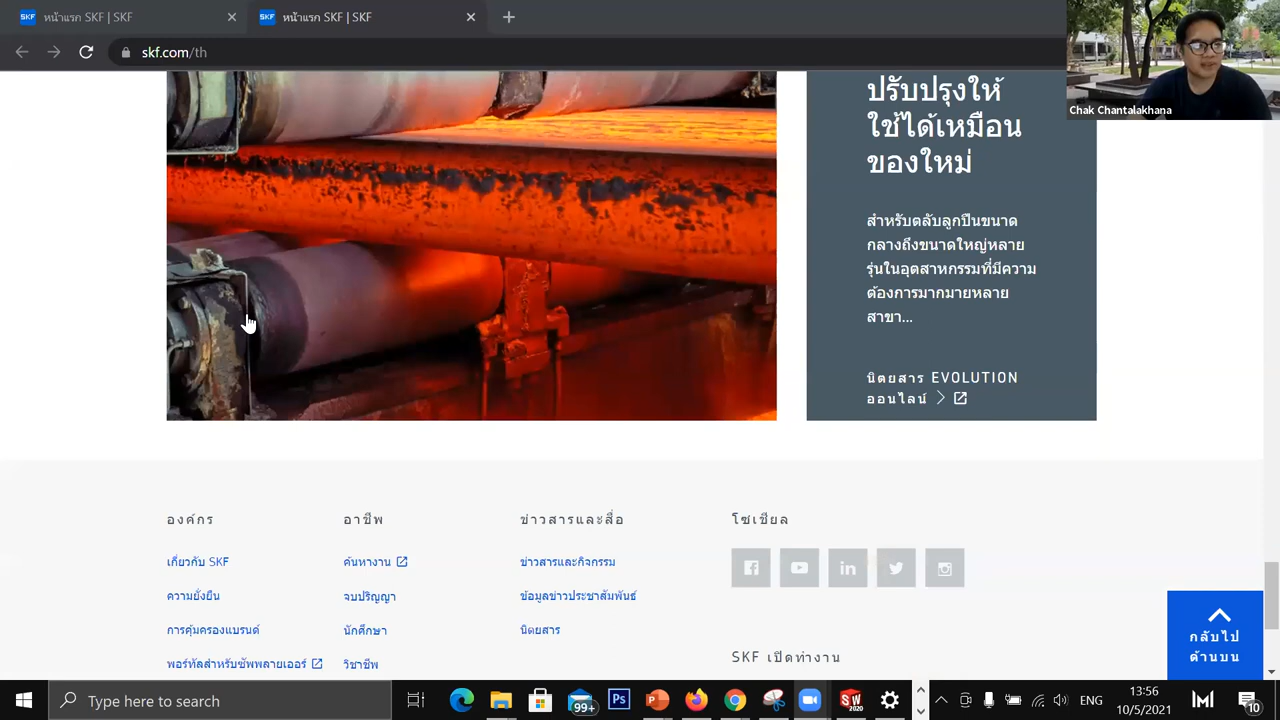 SKF หน้าแรก SKF | SKF
SKF หน้าแรก SKF | SKF
skf.com/th
Chak Chantalakhana
ปรับปรุงให้
ใช้ได้เหมือน
ของใหม่
สำหรับตลับลูกปืนขนาด
กลางถึงขนาดใหญ่หลาย
รุ่นในอุตสาหกรรมที่มีความ
ต้องการมากมายหลาย
สาขา...
นิตยสาร EVOLUTION
ออนไลน์
องค์กร
อาชีพ
ข่าวสารและสื่อ
โซเชียล
เกี่ยวกับ SKF
ค้นหางาน
ข่าวสารและกิจกรรม
ความยั่งยืน
จบปริญญา
ข้อมูลข่าวประชาสัมพันธ์
การคุ้มครองแบรนด์
นักศึกษา
นิตยสาร
พอร์ทัลสำหรับซัพพลายเออร์
วิชาชีพ
SKF เปิดทำงาน
กลับไป
ด้านบน
Type here to search
99+
Ps
SW
2020
ENG
13:56
10/5/2021
10